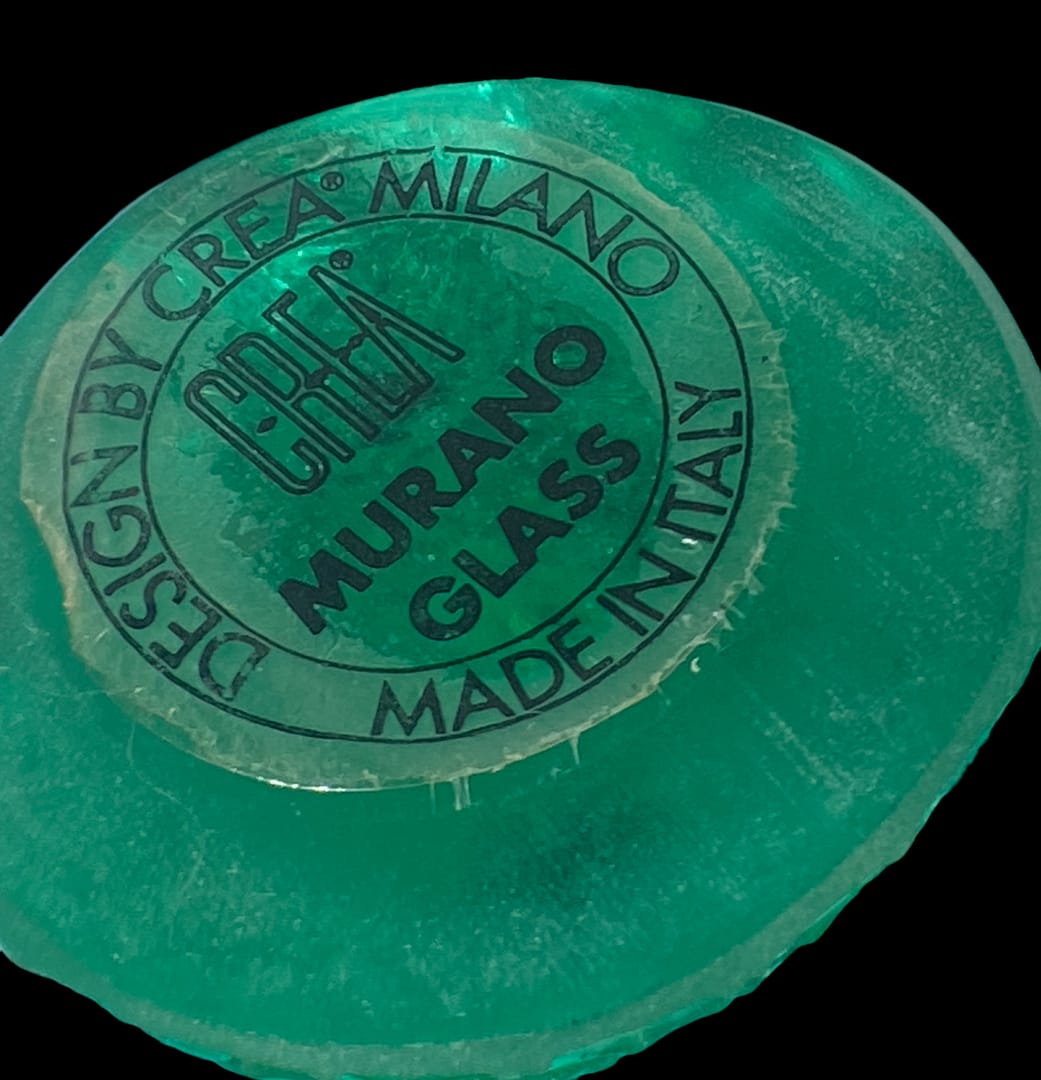 DESIGN BY CREA® MILANO
CREA®
MURANO
GLASS
MADE IN ITALY